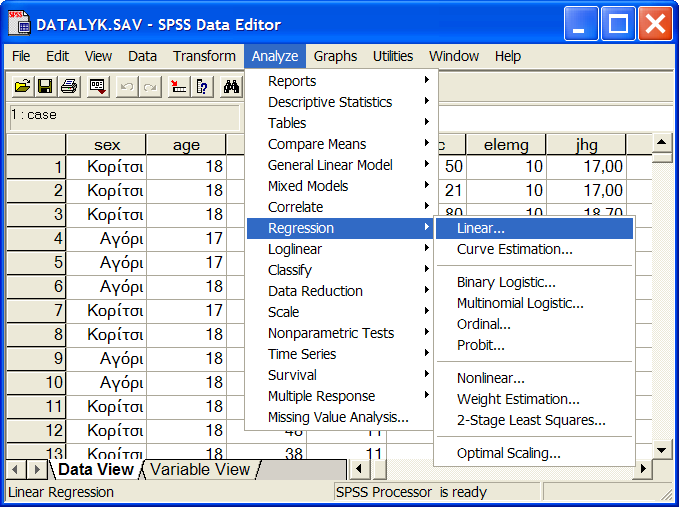 DATALYK.SAV - SPSS Data Editor
File Edit View Data Transform Analyze Graphs Utilities Window Help
1 : case
Reports
Descriptive Statistics
Tables
Compare Means
General Linear Model
Mixed Models
Correlate
Regression
Loglinear
Classify
Data Reduction
Scale
Nonparametric Tests
Time Series
Survival
Multiple Response
Missing Value Analysis...
Linear...
Curve Estimation...
Binary Logistic...
Multinomial Logistic...
Ordinal...
Probit...
Nonlinear...
Weight Estimation...
2-Stage Least Squares...
Optimal Scaling...
sex age c elemg jhg
1 Κορίτσι 18 50 10 17,00
2 Κορίτσι 18 21 10 17,00
3 Κορίτσι 18 80 10 18,70
4 Αγόρι 17
5 Αγόρι 17
6 Αγόρι 18
7 Κορίτσι 17
8 Κορίτσι 18
9 Αγόρι 18
10 Αγόρι 18
11 Κορίτσι 18
12 Κορίτσι 18 11
13 Κορίτσι 18 38 11
Data View Variable View
Linear Regression SPSS Processor is ready